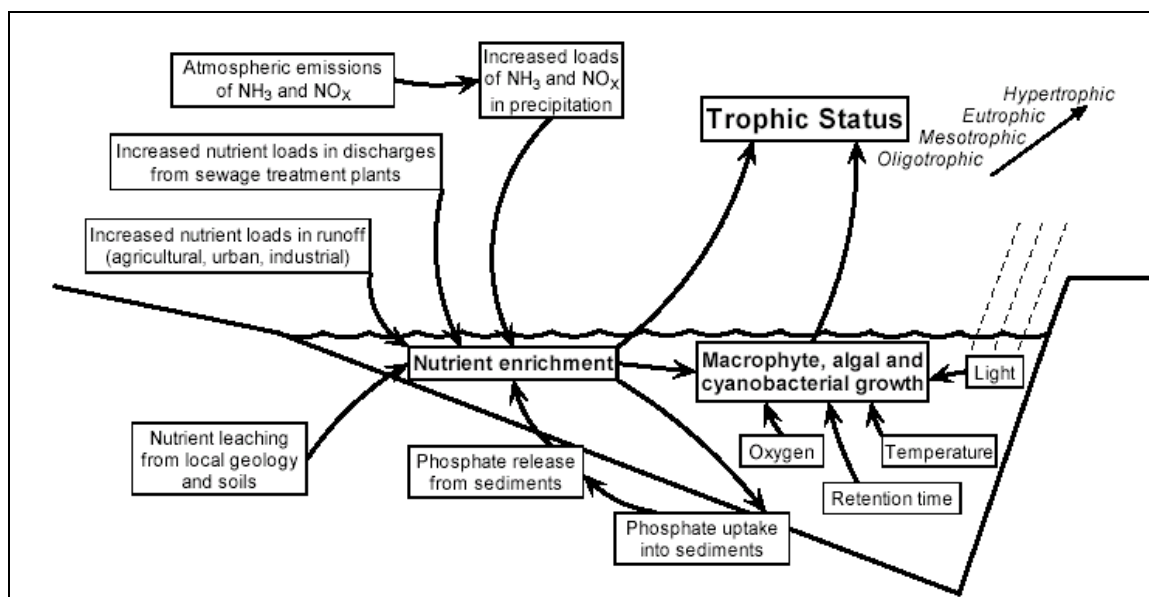 Atmospheric emissions
of NH₃ and NOₓ
Increased loads
of NH₃ and NOₓ
in precipitation
Trophic Status
Hypertrophic
Eutrophic
Mesotrophic
Oligotrophic
Increased nutrient loads in discharges
from sewage treatment plants
Increased nutrient loads in runoff
(agricultural, urban, industrial)
Nutrient enrichment
Macrophyte, algal and
cyanobacterial growth
Light
Nutrient leaching
from local geology
and soils
Phosphate release
from sediments
Oxygen
Temperature
Retention time
Phosphate uptake
into sediments